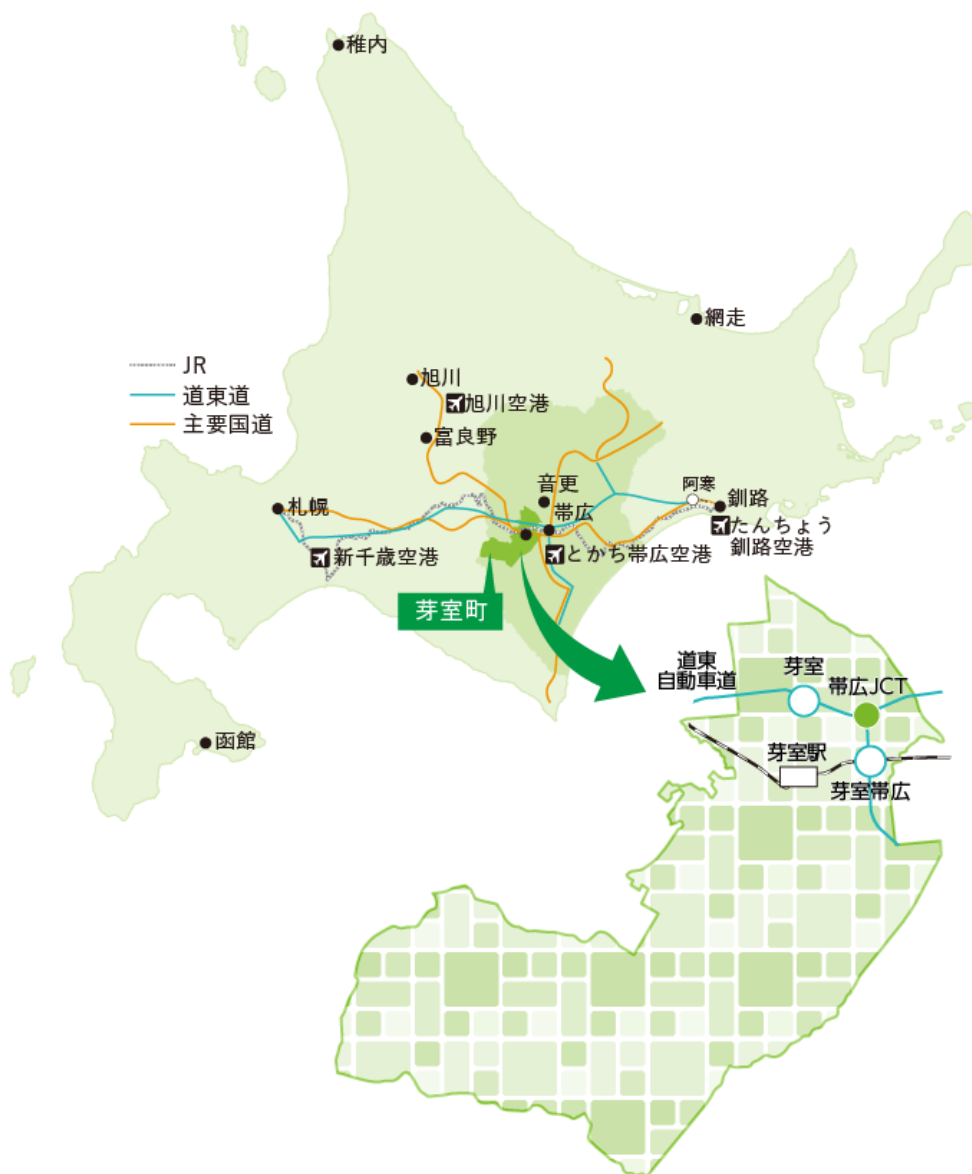 稚内
網走
JR
道東道
主要国道
旭川
旭川空港
富良野
音更
阿寒
釧路
札幌
帯広
たんちょう
釧路空港
新千歳空港
とかち帯広空港
芽室町
道東
自動車道
芽室
帯広JCT
函館
芽室駅
芽室帯広